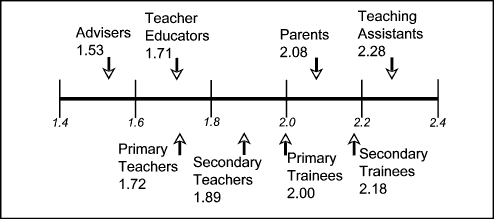 Advisers
1.53
Teacher
Educators
1.71
Parents
2.08
Teaching
Assistants
2.28
1.4
1.6
1.8
2.0
2.2
2.4
Primary
Teachers
1.72
Secondary
Teachers
1.89
Primary
Trainees
2.00
Secondary
Trainees
2.18